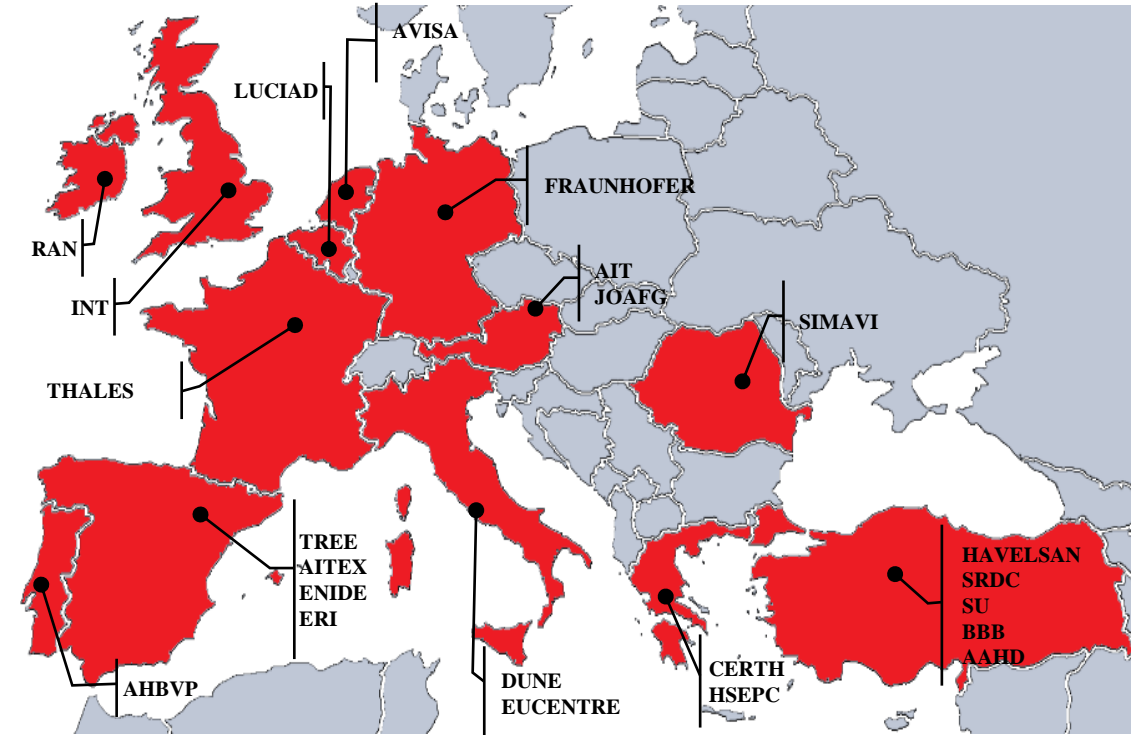 AVISA
LUCIAD
FRAUNHOFER
RAN
INT
AIT
JOAFG
SIMAVI
THALES
TREE
AITEX
ENIDE
ERI
HAVELSAN
SRDC
SU
BBB
AAHD
AHBVP
DUNE
EUCENTRE
CERTH
HSEPC